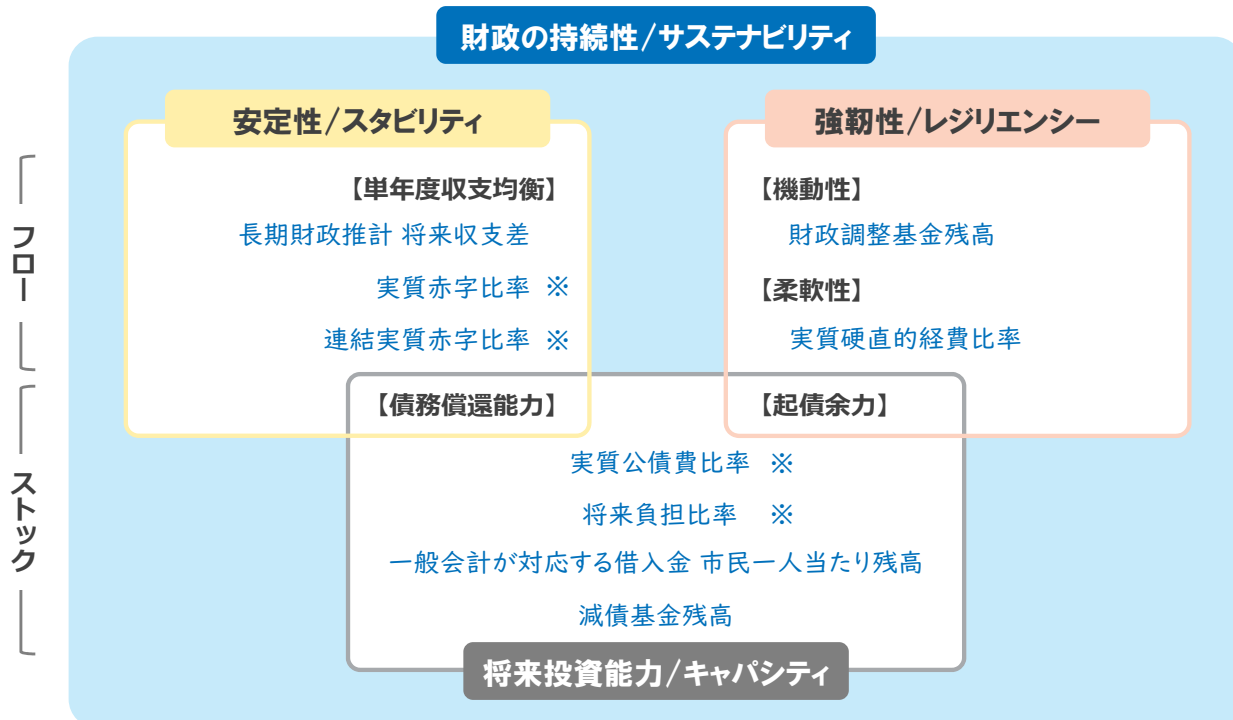 財政の持続性/サステナビリティ
安定性/スタビリティ
強靭性/レジリエンシー
フロー
【単年度収支均衡】
長期財政推計 将来収支差
実質赤字比率 ※
連結実質赤字比率 ※
【機動性】
財政調整基金残高
【柔軟性】
実質硬直的経費比率
ストック
【債務償還能力】
【起債余力】
実質公債費比率 ※
将来負担比率 ※
一般会計が対応する借入金 市民一人当たり残高
減債基金残高
将来投資能力/キャパシティ